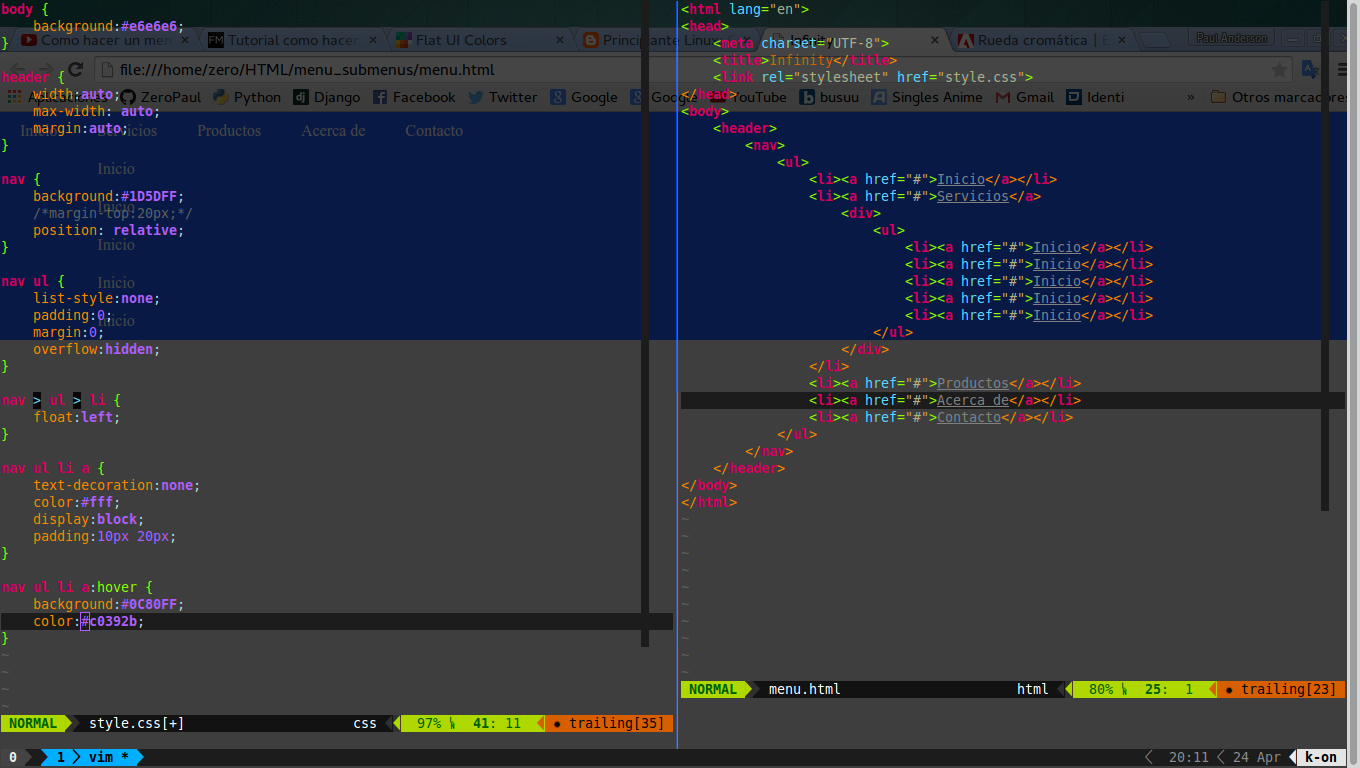 body {
    background:#e6e6e6;
}
header {
    width:auto;
    max-width: auto;
    margin:auto;
}
nav {
    background:#1D5DFF;
    /*margin-top:20px;*/
    position: relative;
}
nav ul {
    list-style:none;
    padding:0;
    margin:0;
    overflow:hidden;
}
nav > ul > li {
    float:left;
}
nav ul li a {
    text-decoration:none;
    color:#fff;
    display:block;
    padding:10px 20px;
}
nav ul li a:hover {
    background:#0C80FF;
    color:#c0392b;
}
~
~
~
~
NORMAL style.css[+] css 97% 41: 11 trailing[35]
<html lang="en">
<head>
    <meta charset="UTF-8">
    <title>Infinity</title>
    <link rel="stylesheet" href="style.css">
</head>
<body>
    <header>
        <nav>
            <ul>
                <li><a href="#">Inicio</a></li>
                <li><a href="#">Servicios</a>
                    <div>
                        <ul>
                            <li><a href="#">Inicio</a></li>
                            <li><a href="#">Inicio</a></li>
                            <li><a href="#">Inicio</a></li>
                            <li><a href="#">Inicio</a></li>
                            <li><a href="#">Inicio</a></li>
                        </ul>
                    </div>
                </li>
                <li><a href="#">Productos</a></li>
                <li><a href="#">Acerca de</a></li>
                <li><a href="#">Contacto</a></li>
            </ul>
        </nav>
    </header>
</body>
</html>
~
~
~
~
~
~
~
~
~
~
NORMAL menu.html html 80% 25: 1 trailing[23]
Como hacer un men Tutorial como hacer Flat UI Colors Principiante Linux Rueda cromática | Paul Anderson
file:///home/zero/HTML/menu_submenus/menu.html
ZeroPaul Python Django Facebook Twitter Google YouTube busuu Singles Anime Gmail Identi » Otros marcadores
Servicios Productos Acerca de Contacto
Inicio
Inicio
Inicio
Inicio
Inicio
0 1 vim * 20:11 24 Apr k-on